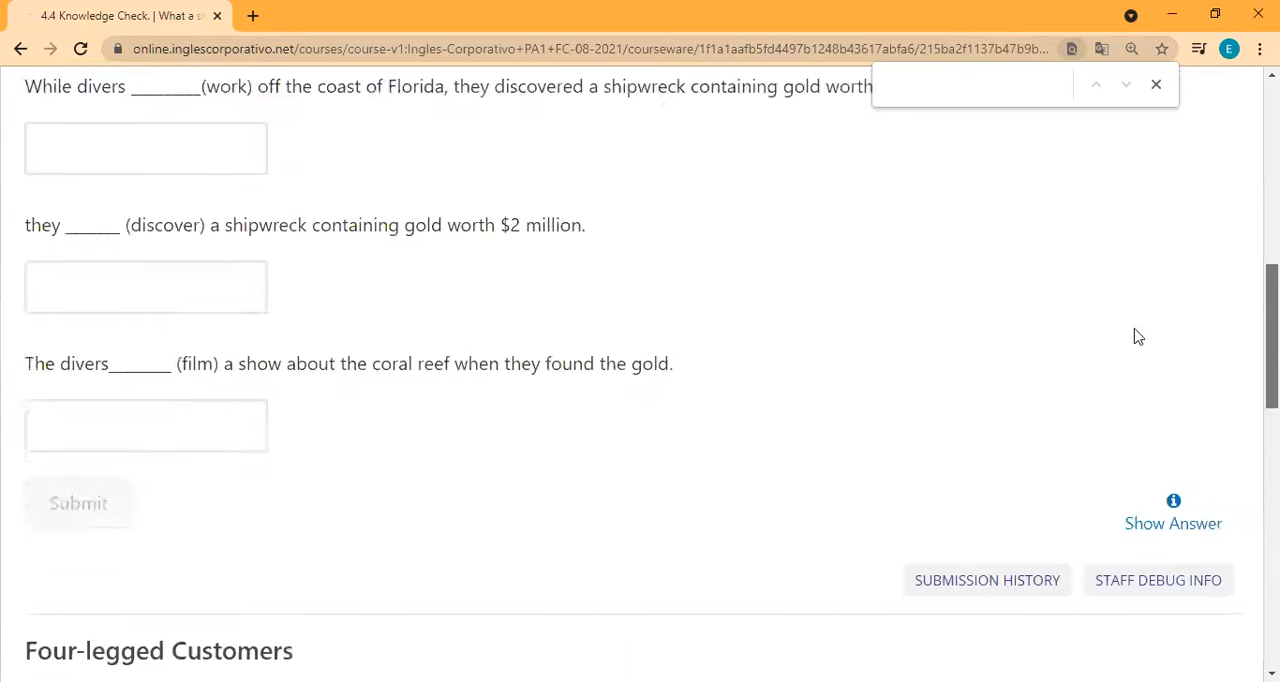 4.4 Knowledge Check. | What a s
online.inglescorporativo.net/courses/course-v1:Ingles-Corporativo+PA1+FC-08-2021/courseware/1f1a1aafb5fd4497b1248b43617abfa6/215ba2f1137b47b9b...
E
While divers ________(work) off the coast of Florida, they discovered a shipwreck containing gold worth
they ______ (discover) a shipwreck containing gold worth $2 million.
The divers_______ (film) a show about the coral reef when they found the gold.
Submit
Show Answer
SUBMISSION HISTORY
STAFF DEBUG INFO
Four-legged Customers